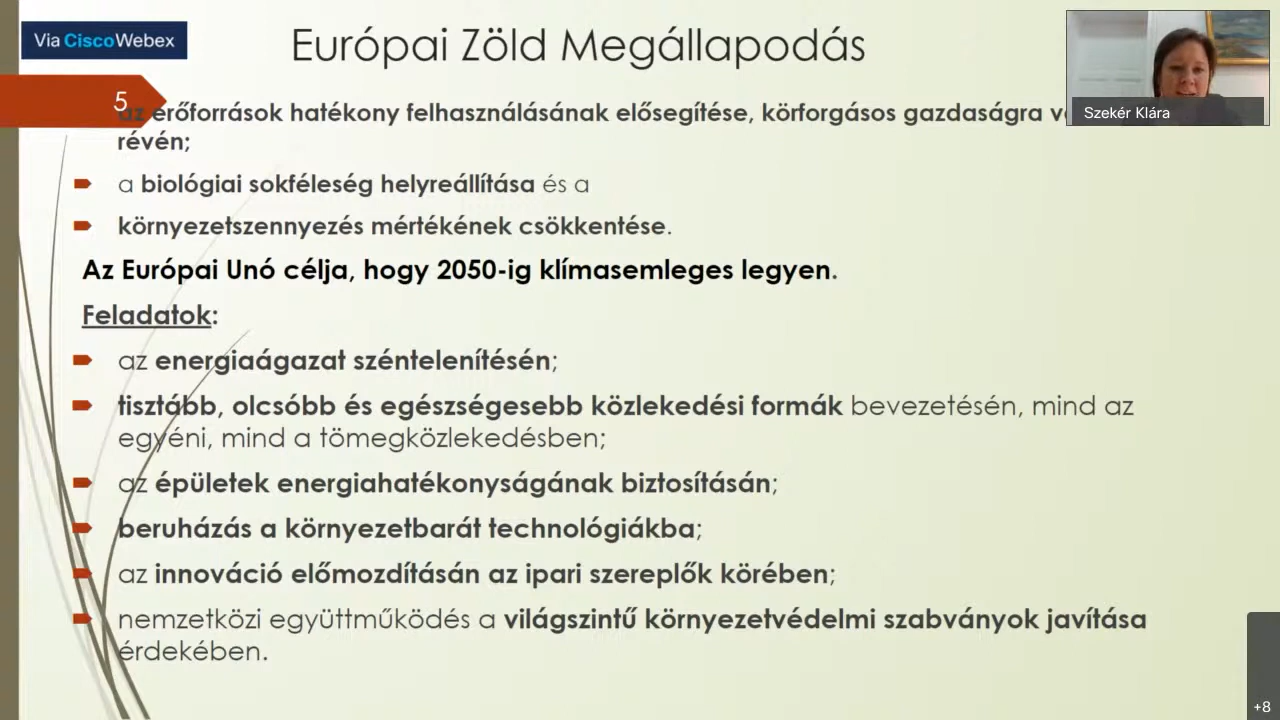 Via Cisco Webex
Európai Zöld Megállapodás
Szekér Klára
5
az erőforrások hatékony felhasználásának elősegítése, körforgásos gazdaságra
révén;
a biológiai sokféleség helyreállítása és a
környezetszennyezés mértékének csökkentése.
Az Európai Unó célja, hogy 2050-ig klímasemleges legyen.
Feladatok:
az energiaágazat széntelenítésén;
tisztább, olcsóbb és egészségesebb közlekedési formák bevezetésén, mind az
egyéni, mind a tömegközlekedésben;
az épületek energiahatékonyságának biztosításán;
beruházás a környezetbarát technológiákba;
az innováció előmozdításán az ipari szereplők körében;
nemzetközi együttműködés a világszintű környezetvédelmi szabványok javítása
érdekében.
+8